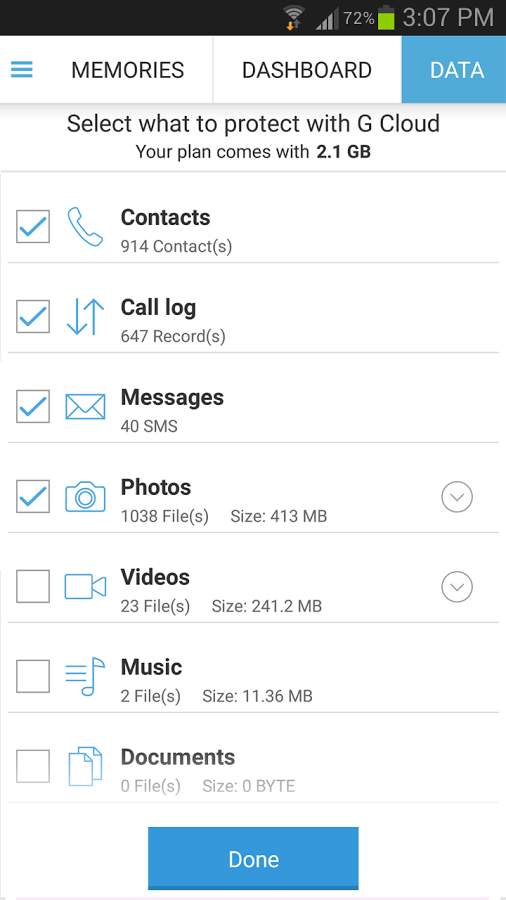 72% 3:07 PM
MEMORIES DASHBOARD DATA
Select what to protect with G Cloud
Your plan comes with 2.1 GB
Contacts
914 Contact(s)
Call log
647 Record(s)
Messages
40 SMS
Photos
1038 File(s) Size: 413 MB
Videos
23 File(s) Size: 241.2 MB
Music
2 File(s) Size: 11.36 MB
Documents
0 File(s) Size: 0 BYTE
Done